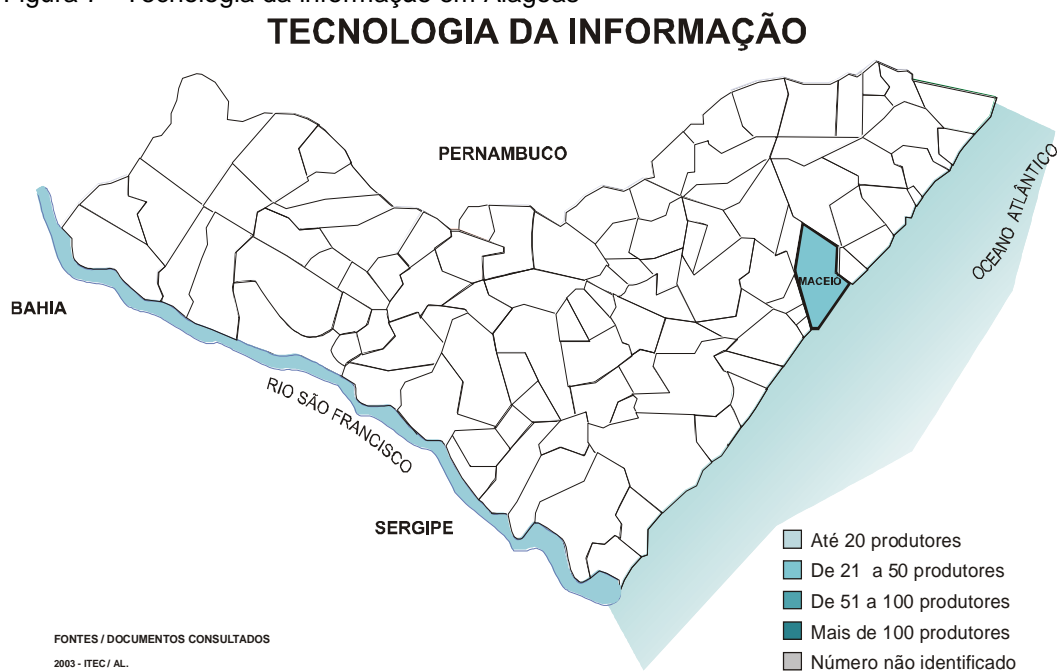 TECNOLOGIA DA INFORMAÇÃO
PERNAMBUCO
OCEANO ATLÂNTICO
MACEIO
BAHIA
RIO SÃO FRANCISCO
SERGIPE
Até 20 produtores
De 21 a 50 produtores
De 51 a 100 produtores
Mais de 100 produtores
Número não identificado
FONTES / DOCUMENTOS CONSULTADOS
2003 - ITEC / AL.